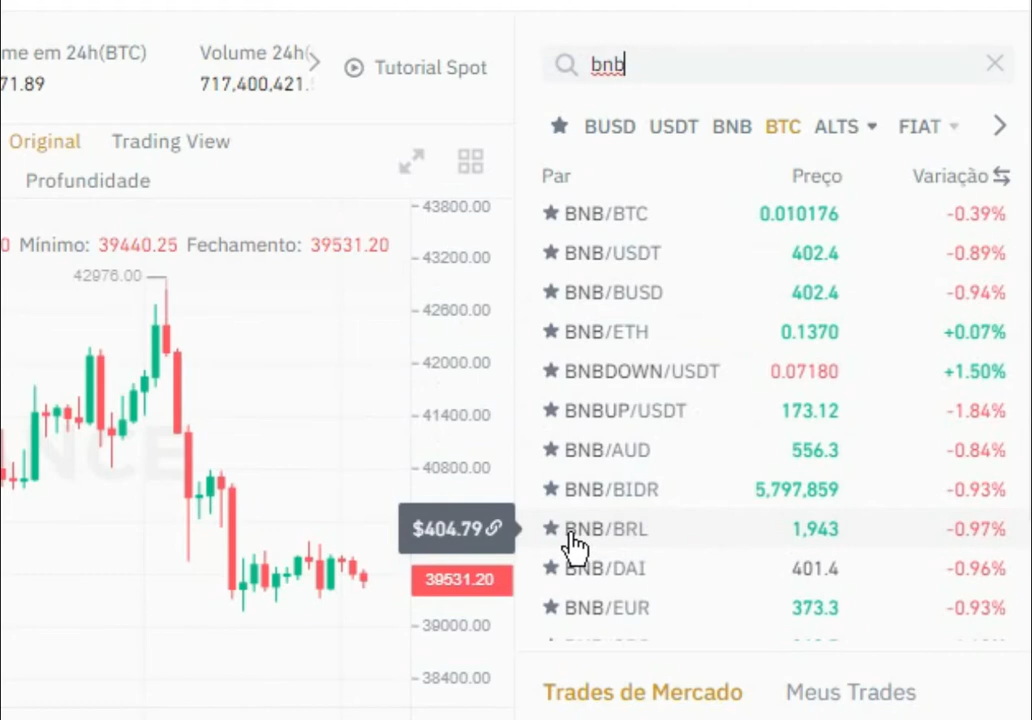 me em 24h(BTC)
71.89
Volume 24h(
717,400,421.
Tutorial Spot
Original
Trading View
Profundidade
0 Mínimo: 39440.25 Fechamento: 39531.20
42976.00
43800.00
43200.00
42600.00
42000.00
41400.00
40800.00
$404.79
39531.20
39000.00
38400.00
NCE
bnb
BUSD USDT BNB BTC ALTS FIAT
Par Preço Variação
BNB/BTC 0.010176 -0.39%
BNB/USDT 402.4 -0.89%
BNB/BUSD 402.4 -0.94%
BNB/ETH 0.1370 +0.07%
BNBDOWN/USDT 0.07180 +1.50%
BNBUP/USDT 173.12 -1.84%
BNB/AUD 556.3 -0.84%
BNB/BIDR 5,797,859 -0.93%
BNB/BRL 1,943 -0.97%
BNB/DAI 401.4 -0.96%
BNB/EUR 373.3 -0.93%
Trades de Mercado Meus Trades